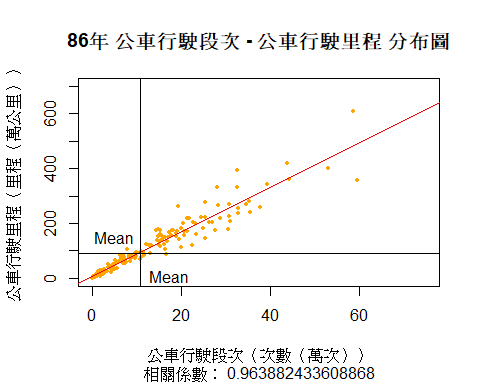 86年 公車行駛段次 - 公車行駛里程 分布圖
公車行駛里程（里程（萬公里））
0 200 400 600
Mean
Mean
0 20 40 60
公車行駛段次（次數（萬次））
相關係數： 0.963882433608868